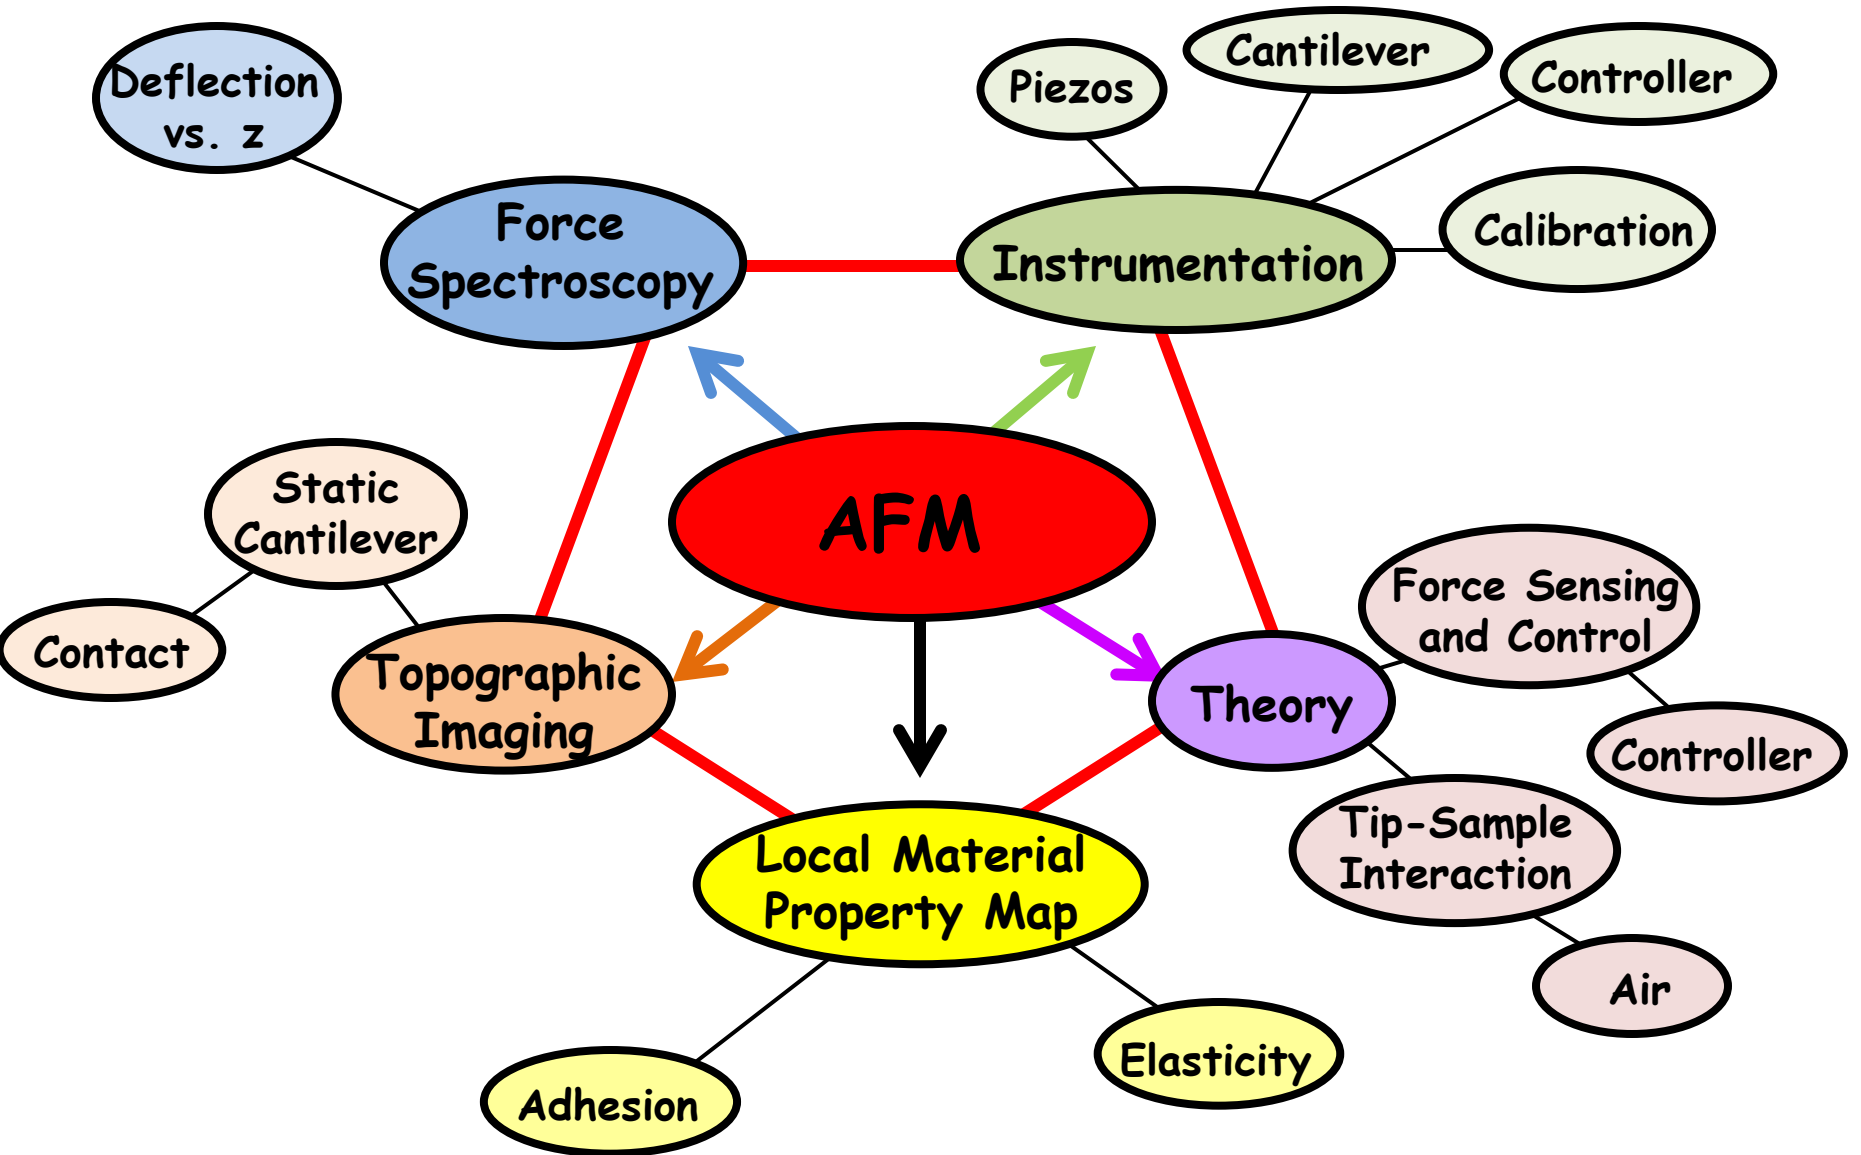 Deflection
vs. z
Piezos
Cantilever
Controller
Calibration
Force
Spectroscopy
Instrumentation
AFM
Static
Cantilever
Contact
Topographic
Imaging
Theory
Force Sensing
and Control
Controller
Tip-Sample
Interaction
Air
Local Material
Property Map
Adhesion
Elasticity